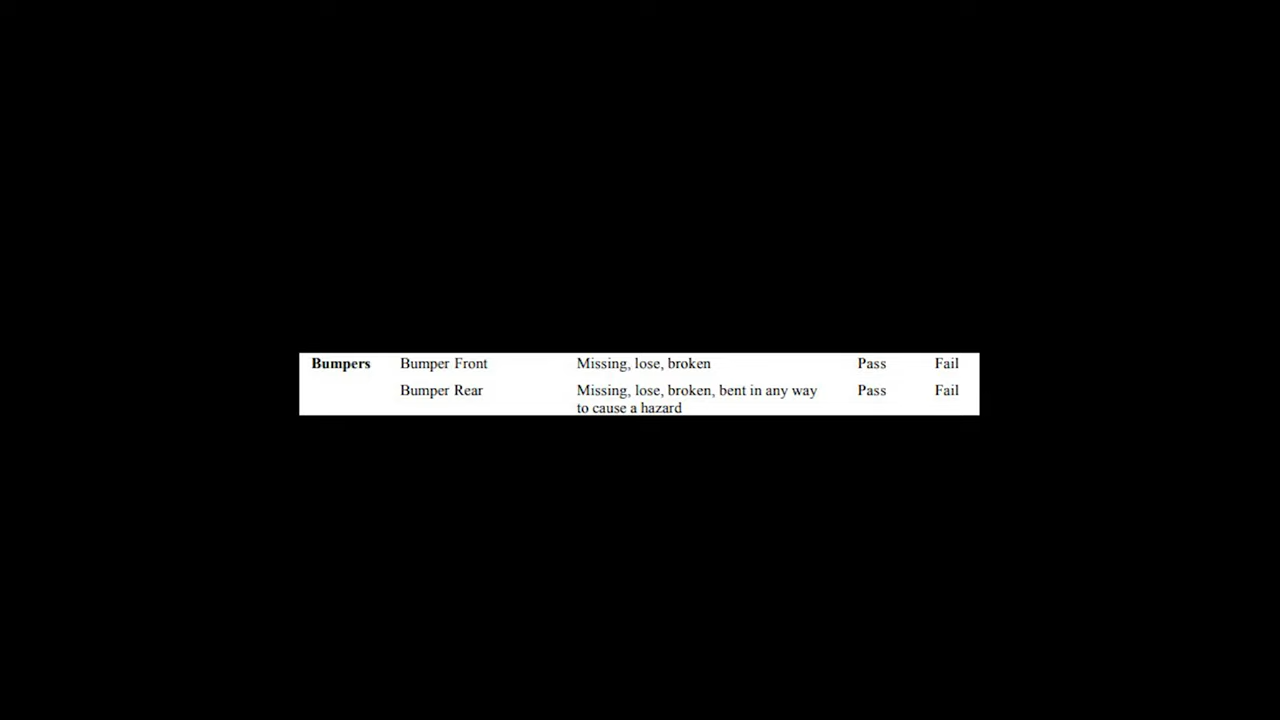 Bumpers Bumper Front Missing, lose, broken Pass Fail
Bumper Rear Missing, lose, broken, bent in any way Pass Fail
to cause a hazard